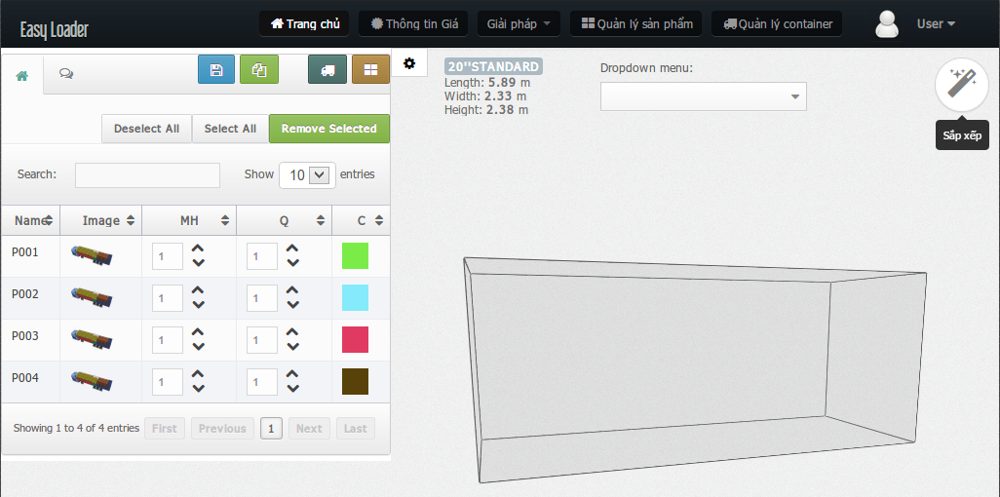 Easy Loader
Trang chủ
Thông tin Giá
Giải pháp
Quản lý sản phẩm
Quản lý container
User
20''STANDARD
Length: 5.89 m
Width: 2.33 m
Height: 2.38 m
Dropdown menu:
Sắp xếp
Deselect All
Select All
Remove Selected
Search:
Show 10 entries
Name Image MH Q C
P001 1 1
P002 1 1
P003 1 1
P004 1 1
Showing 1 to 4 of 4 entries
First Previous 1 Next Last